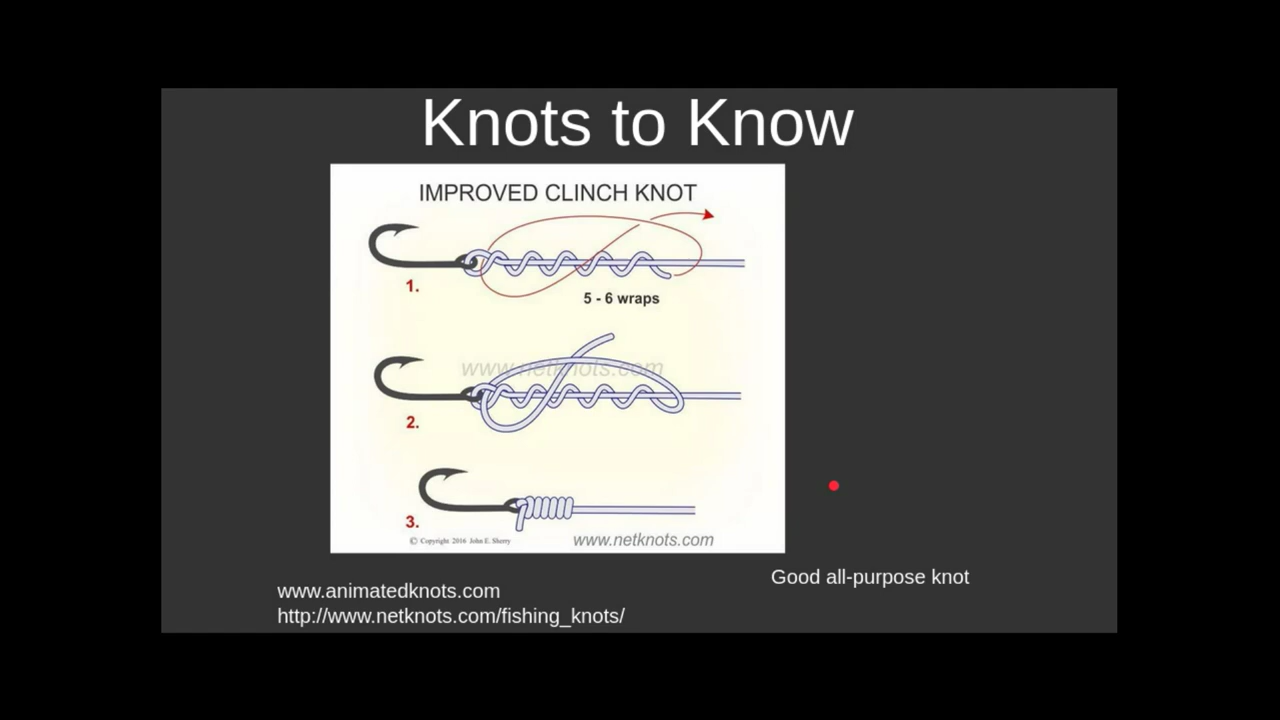 Knots to Know
IMPROVED CLINCH KNOT
1.
5 - 6 wraps
www.netknots.com
2.
3.
© Copyright 2016 John E. Sherry
www.netknots.com
Good all-purpose knot
www.animatedknots.com
http://www.netknots.com/fishing_knots/